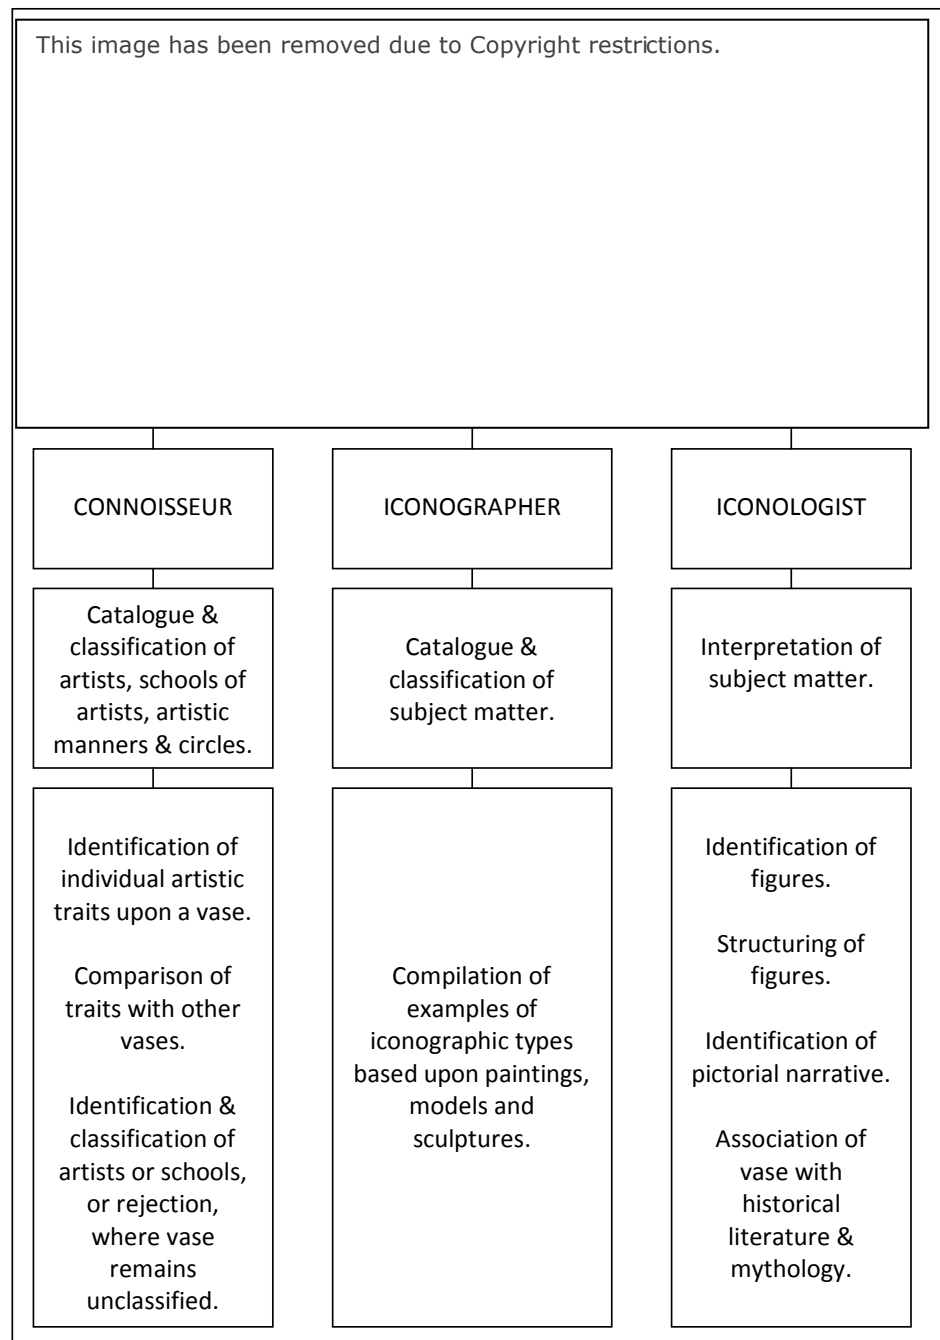 This image has been removed due to Copyright restrictions.
CONNOISSEUR
ICONOGRAPHER
ICONOLOGIST
Catalogue &
classification of
artists, schools of
artists, artistic
manners & circles.
Catalogue &
classification of
subject matter.
Interpretation of
subject matter.
Identification of
individual artistic
traits upon a vase.
Comparison of
traits with other
vases.
Identification &
classification of
artists or schools,
or rejection,
where vase
remains
unclassified.
Compilation of
examples of
iconographic types
based upon paintings,
models and
sculptures.
Identification of
figures.
Structuring of
figures.
Identification of
pictorial narrative.
Association of
vase with
historical
literature &
mythology.